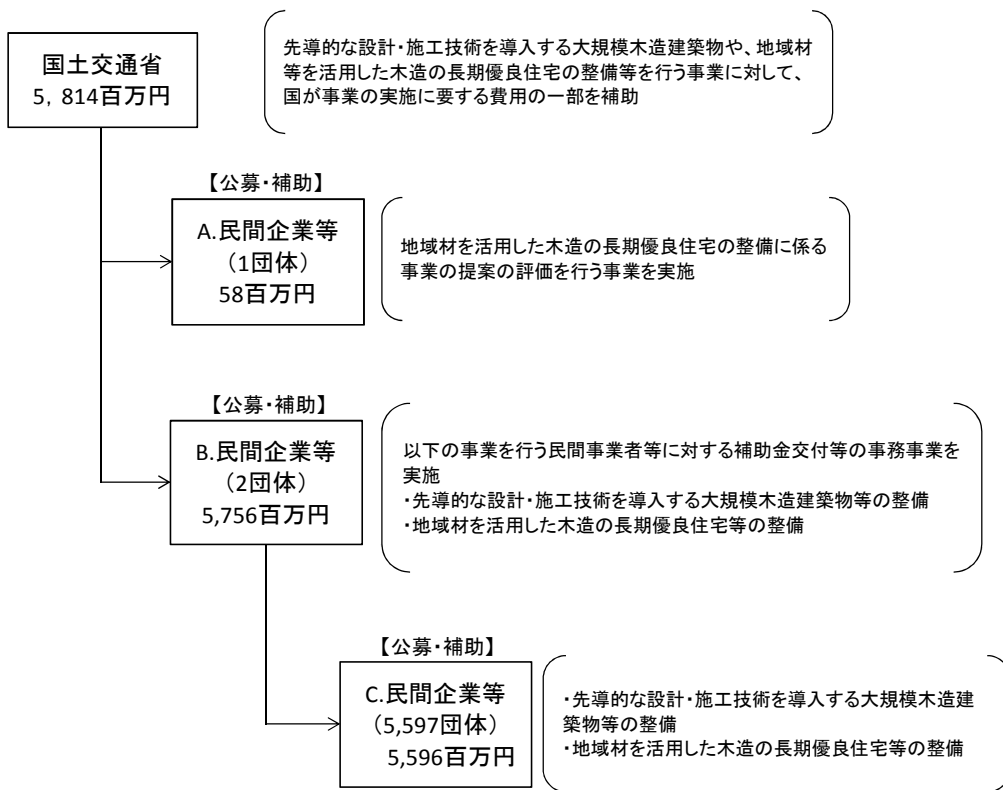 国土交通省
5，814百万円
先導的な設計・施工技術を導入する大規模木造建築物や、地域材
等を活用した木造の長期優良住宅の整備等を行う事業に対して、
国が事業の実施に要する費用の一部を補助
【公募・補助】
A.民間企業等
（1団体）
58百万円
地域材を活用した木造の長期優良住宅の整備に係る
事業の提案の評価を行う事業を実施
【公募・補助】
B.民間企業等
（2団体）
5,756百万円
以下の事業を行う民間事業者等に対する補助金交付等の事務事業を
実施
・先導的な設計・施工技術を導入する大規模木造建築物等の整備
・地域材を活用した木造の長期優良住宅等の整備
【公募・補助】
C.民間企業等
（5,597団体）
5,596百万円
・先導的な設計・施工技術を導入する大規模木造建
築物等の整備
・地域材を活用した木造の長期優良住宅等の整備